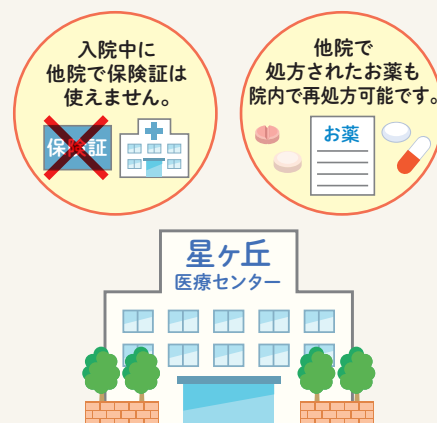 入院中に
他院で保険証は
使えません。
保険証
他院で
処方されたお薬も
院内で再処方可能です。
お薬
星ヶ丘
医療センター